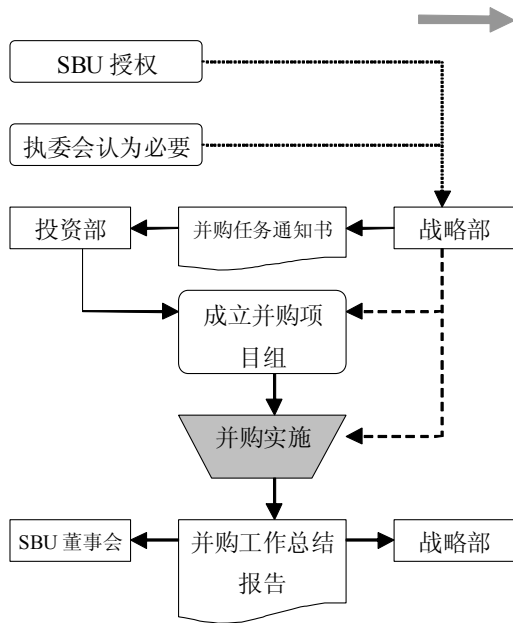 SBU 授权
执委会认为必要
投资部
并购任务通知书
战略部
成立并购项
目组
并购实施
SBU 董事会
并购工作总结
报告
战略部